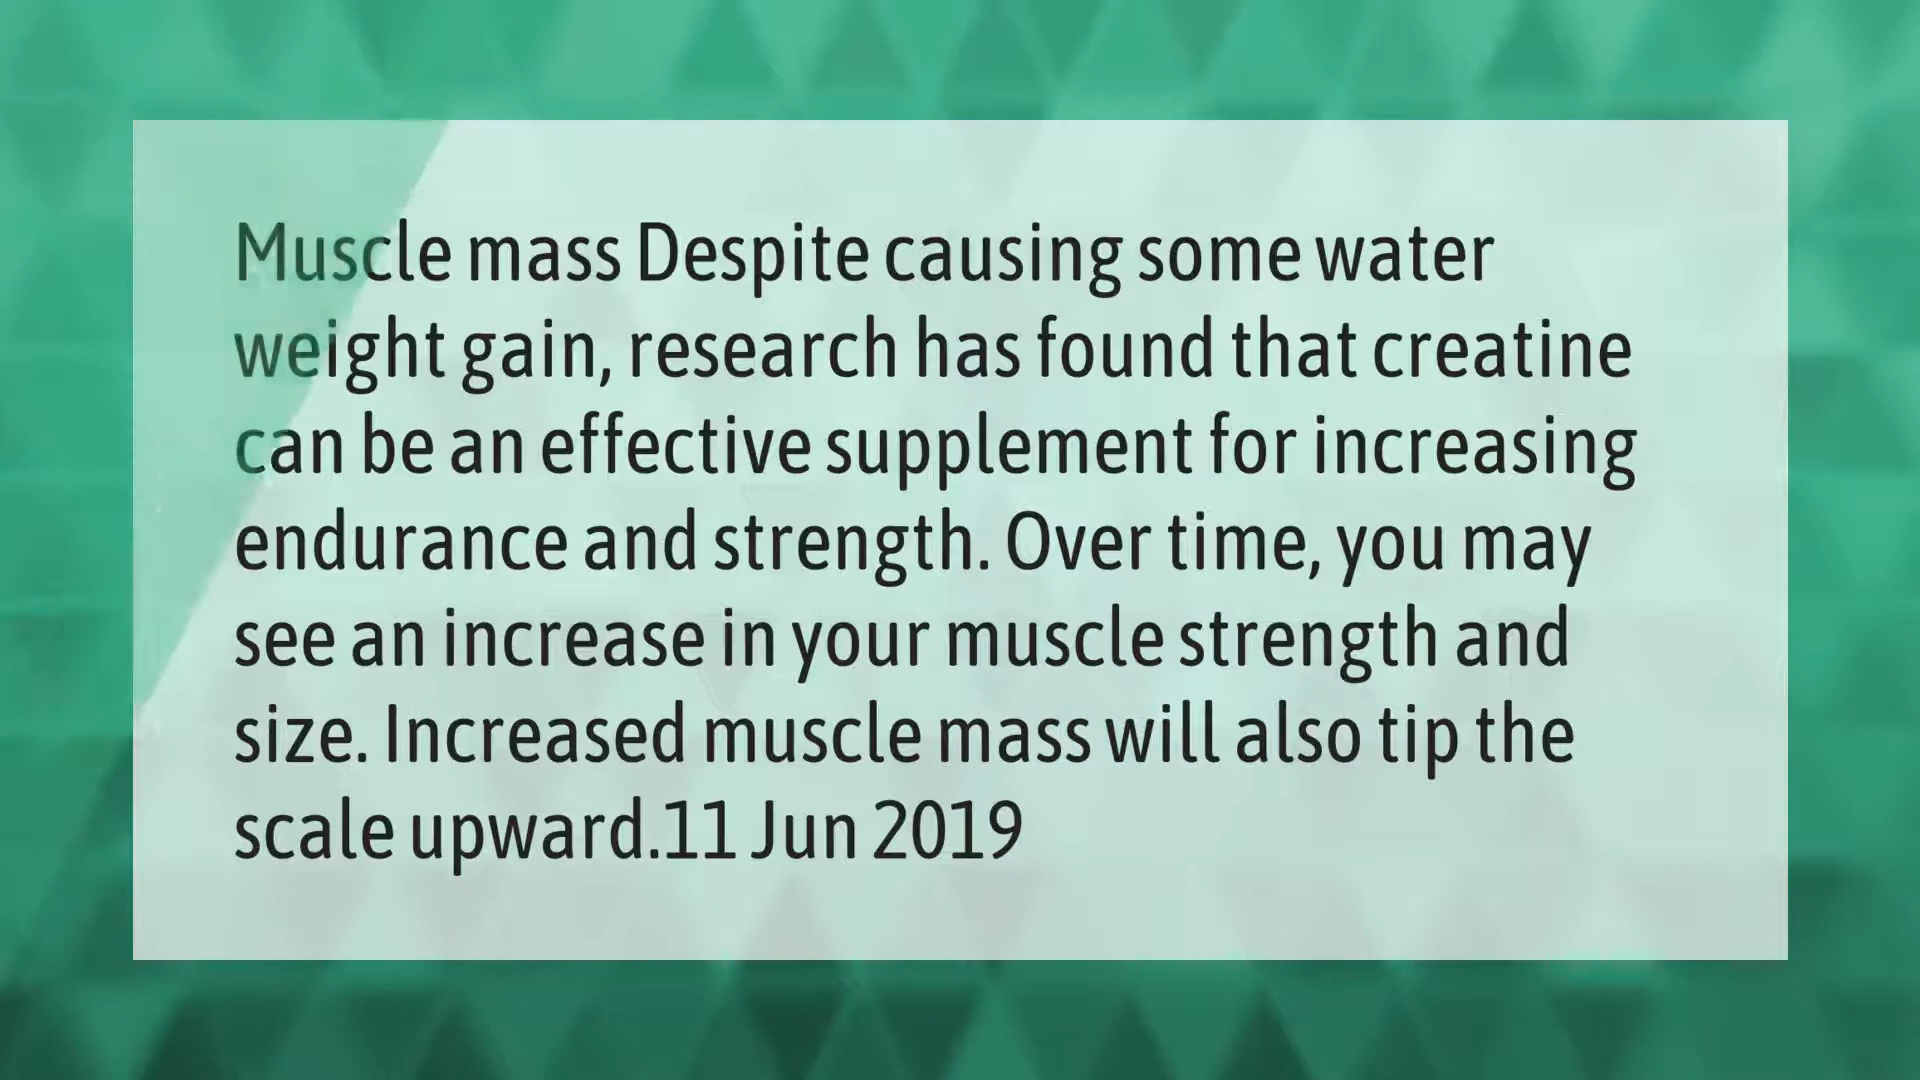 Muscle mass Despite causing some water
weight gain, research has found that creatine
can be an effective supplement for increasing
endurance and strength. Over time, you may
see an increase in your muscle strength and
size. Increased muscle mass will also tip the
scale upward.11 Jun 2019